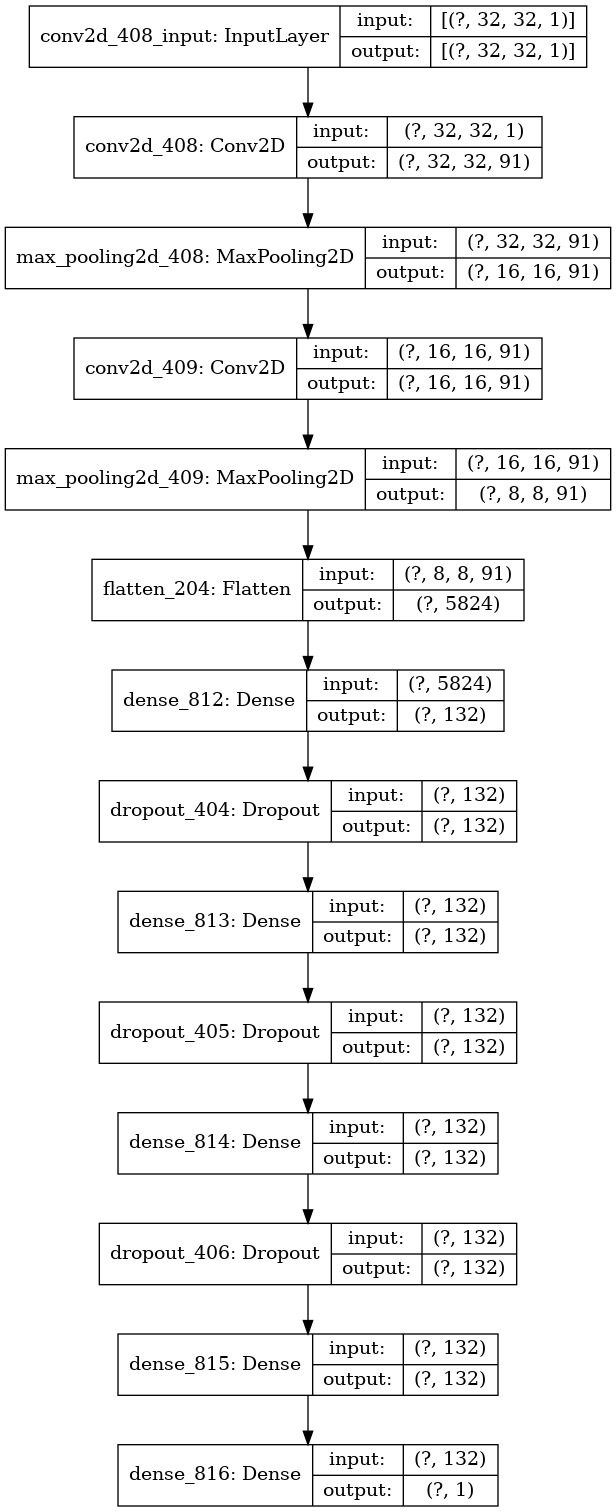 conv2d_408_input: InputLayer
input: [(?, 32, 32, 1)]
output: [(?, 32, 32, 1)]
conv2d_408: Conv2D
input: (?, 32, 32, 1)
output: (?, 32, 32, 91)
max_pooling2d_408: MaxPooling2D
input: (?, 32, 32, 91)
output: (?, 16, 16, 91)
conv2d_409: Conv2D
input: (?, 16, 16, 91)
output: (?, 16, 16, 91)
max_pooling2d_409: MaxPooling2D
input: (?, 16, 16, 91)
output: (?, 8, 8, 91)
flatten_204: Flatten
input: (?, 8, 8, 91)
output: (?, 5824)
dense_812: Dense
input: (?, 5824)
output: (?, 132)
dropout_404: Dropout
input: (?, 132)
output: (?, 132)
dense_813: Dense
input: (?, 132)
output: (?, 132)
dropout_405: Dropout
input: (?, 132)
output: (?, 132)
dense_814: Dense
input: (?, 132)
output: (?, 132)
dropout_406: Dropout
input: (?, 132)
output: (?, 132)
dense_815: Dense
input: (?, 132)
output: (?, 132)
dense_816: Dense
input: (?, 132)
output: (?, 1)